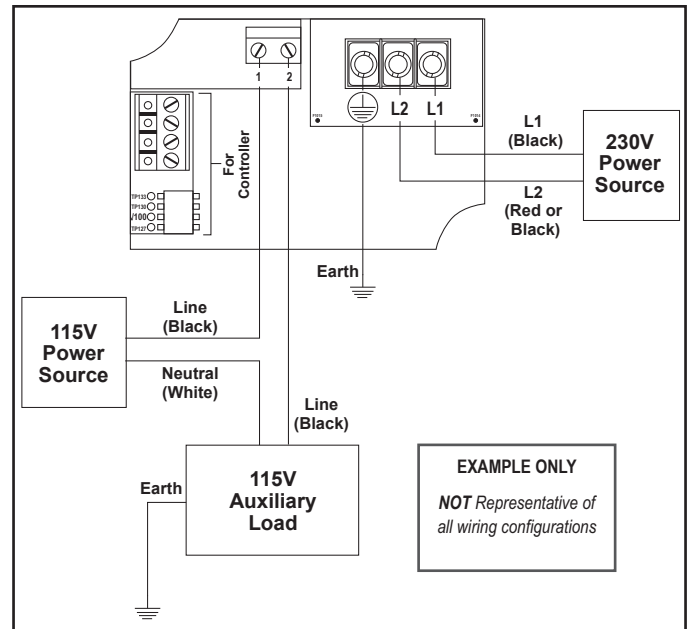 1 2
L2 L1
For
Controller
TP133
TP130
V100
TP127
L1
(Black)
230V
Power
Source
L2
(Red or
Black)
Earth
Line
(Black)
115V
Power
Source
Neutral
(White)
Line
(Black)
Earth
115V
Auxiliary
Load
EXAMPLE ONLY
NOT Representative of
all wiring configurations